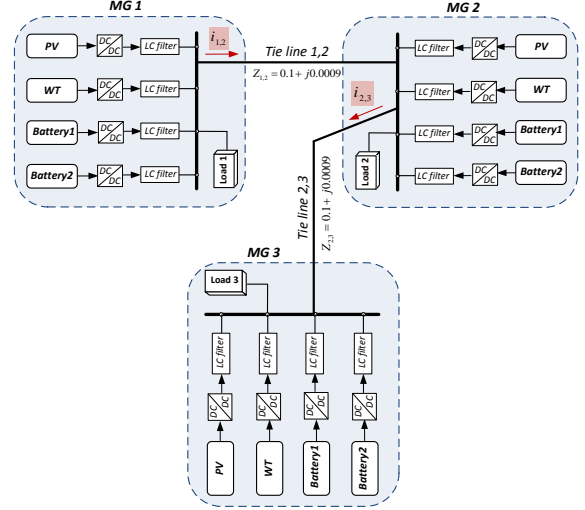 MG 1
MG 2
i1,2
PV
DC/DC
LC filter
Tie line 1,2
Z1,2 = 0.1+ j0.0009
LC filter
DC/DC
PV
WT
DC/DC
LC filter
i2,3
LC filter
DC/DC
WT
Battery1
DC/DC
LC filter
LC filter
DC/DC
Battery1
Battery2
DC/DC
LC filter
Load 1
Load 2
LC filter
DC/DC
Battery2
Tie line 2,3
Z2,3 = 0.1+ j0.0009
MG 3
Load 3
LC filter
LC filter
LC filter
LC filter
DC/DC
DC/DC
DC/DC
DC/DC
PV
WT
Battery1
Battery2